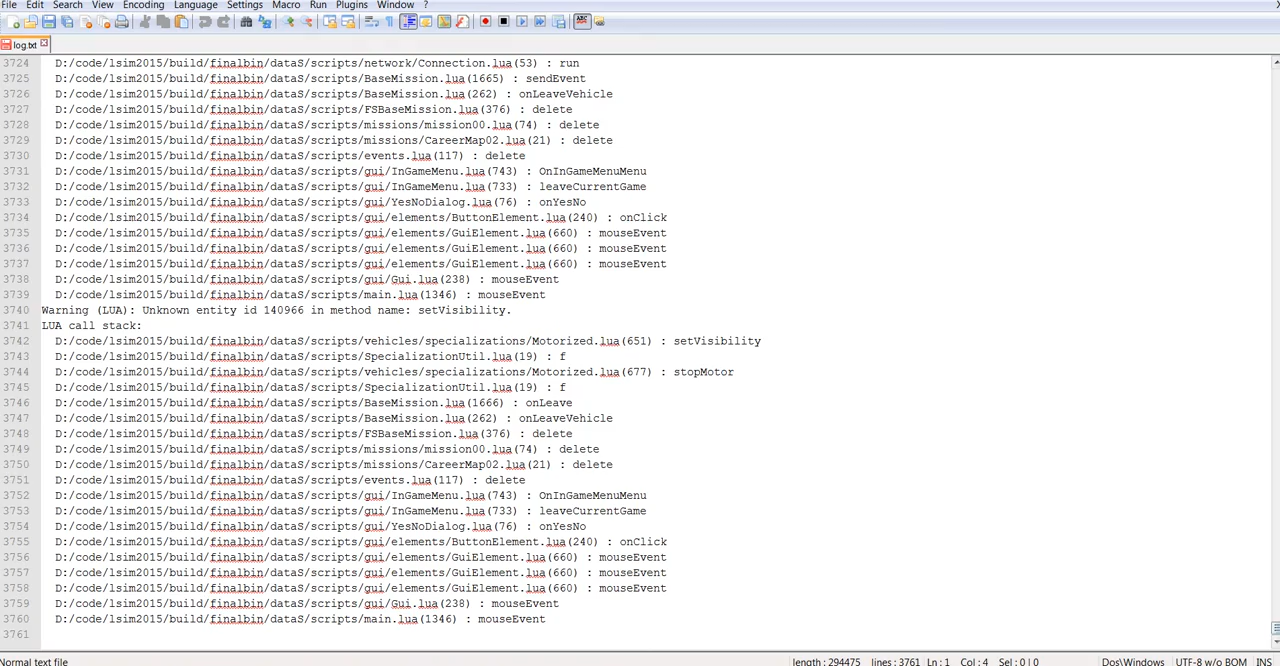 File Edit Search View Encoding Language Settings Macro Run Plugins Window ?
log.txt
3724 D:/code/lsim2015/build/finalbin/dataS/scripts/network/Connection.lua(53) : run
3725 D:/code/lsim2015/build/finalbin/dataS/scripts/BaseMission.lua(1665) : sendEvent
3726 D:/code/lsim2015/build/finalbin/dataS/scripts/BaseMission.lua(262) : onLeaveVehicle
3727 D:/code/lsim2015/build/finalbin/dataS/scripts/FSBaseMission.lua(376) : delete
3728 D:/code/lsim2015/build/finalbin/dataS/scripts/missions/mission00.lua(74) : delete
3729 D:/code/lsim2015/build/finalbin/dataS/scripts/missions/CareerMap02.lua(21) : delete
3730 D:/code/lsim2015/build/finalbin/dataS/scripts/events.lua(117) : delete
3731 D:/code/lsim2015/build/finalbin/dataS/scripts/gui/InGameMenu.lua(743) : OnInGameMenuMenu
3732 D:/code/lsim2015/build/finalbin/dataS/scripts/gui/InGameMenu.lua(733) : leaveCurrentGame
3733 D:/code/lsim2015/build/finalbin/dataS/scripts/gui/YesNoDialog.lua(76) : onYesNo
3734 D:/code/lsim2015/build/finalbin/dataS/scripts/gui/elements/ButtonElement.lua(240) : onClick
3735 D:/code/lsim2015/build/finalbin/dataS/scripts/gui/elements/GuiElement.lua(660) : mouseEvent
3736 D:/code/lsim2015/build/finalbin/dataS/scripts/gui/elements/GuiElement.lua(660) : mouseEvent
3737 D:/code/lsim2015/build/finalbin/dataS/scripts/gui/elements/GuiElement.lua(660) : mouseEvent
3738 D:/code/lsim2015/build/finalbin/dataS/scripts/gui/Gui.lua(238) : mouseEvent
3739 D:/code/lsim2015/build/finalbin/dataS/scripts/main.lua(1346) : mouseEvent
3740 Warning (LUA): Unknown entity id 140966 in method name: setVisibility.
3741 LUA call stack:
3742 D:/code/lsim2015/build/finalbin/dataS/scripts/vehicles/specializations/Motorized.lua(651) : setVisibility
3743 D:/code/lsim2015/build/finalbin/dataS/scripts/SpecializationUtil.lua(19) : f
3744 D:/code/lsim2015/build/finalbin/dataS/scripts/vehicles/specializations/Motorized.lua(677) : stopMotor
3745 D:/code/lsim2015/build/finalbin/dataS/scripts/SpecializationUtil.lua(19) : f
3746 D:/code/lsim2015/build/finalbin/dataS/scripts/BaseMission.lua(1666) : onLeave
3747 D:/code/lsim2015/build/finalbin/dataS/scripts/BaseMission.lua(262) : onLeaveVehicle
3748 D:/code/lsim2015/build/finalbin/dataS/scripts/FSBaseMission.lua(376) : delete
3749 D:/code/lsim2015/build/finalbin/dataS/scripts/missions/mission00.lua(74) : delete
3750 D:/code/lsim2015/build/finalbin/dataS/scripts/missions/CareerMap02.lua(21) : delete
3751 D:/code/lsim2015/build/finalbin/dataS/scripts/events.lua(117) : delete
3752 D:/code/lsim2015/build/finalbin/dataS/scripts/gui/InGameMenu.lua(743) : OnInGameMenuMenu
3753 D:/code/lsim2015/build/finalbin/dataS/scripts/gui/InGameMenu.lua(733) : leaveCurrentGame
3754 D:/code/lsim2015/build/finalbin/dataS/scripts/gui/YesNoDialog.lua(76) : onYesNo
3755 D:/code/lsim2015/build/finalbin/dataS/scripts/gui/elements/ButtonElement.lua(240) : onClick
3756 D:/code/lsim2015/build/finalbin/dataS/scripts/gui/elements/GuiElement.lua(660) : mouseEvent
3757 D:/code/lsim2015/build/finalbin/dataS/scripts/gui/elements/GuiElement.lua(660) : mouseEvent
3758 D:/code/lsim2015/build/finalbin/dataS/scripts/gui/elements/GuiElement.lua(660) : mouseEvent
3759 D:/code/lsim2015/build/finalbin/dataS/scripts/gui/Gui.lua(238) : mouseEvent
3760 D:/code/lsim2015/build/finalbin/dataS/scripts/main.lua(1346) : mouseEvent
3761
Normal text file length : 294475 lines : 3761 Ln : 1 Col : 4 Sel : 0 | 0 Dos\Windows UTF-8 w/o BOM INS